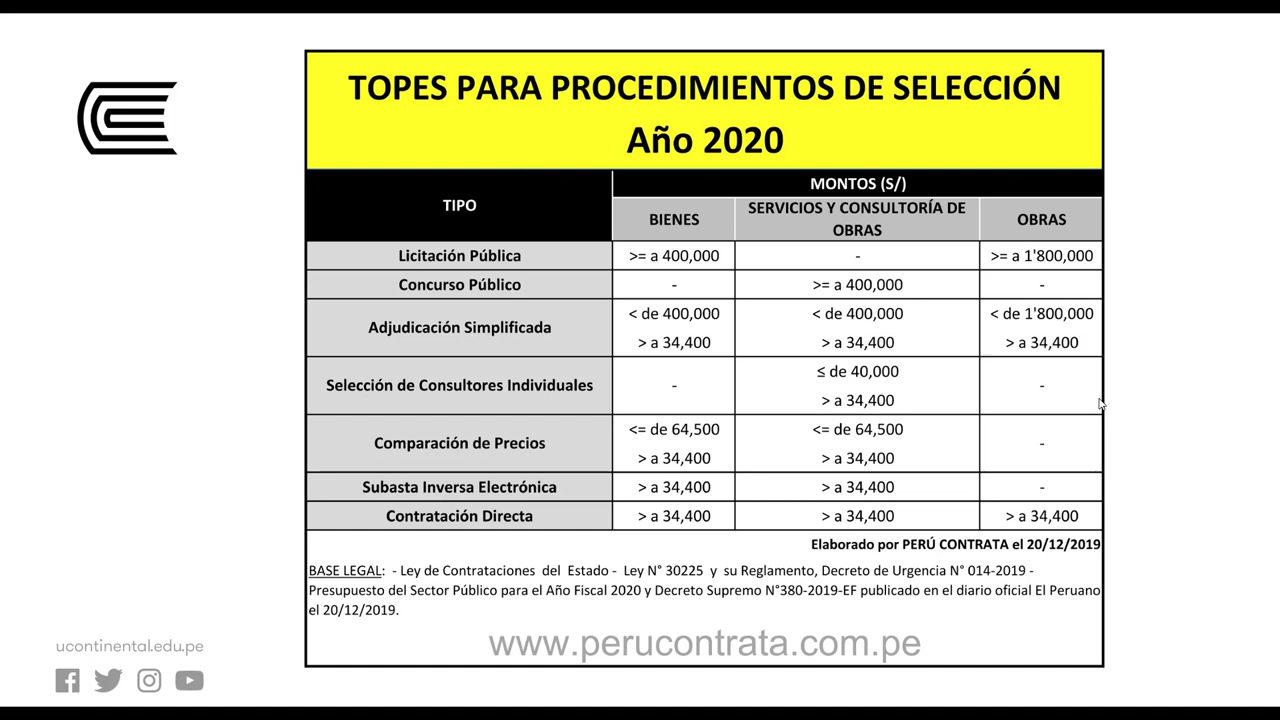 TOPES PARA PROCEDIMIENTOS DE SELECCIÓN
Año 2020
TIPO
MONTOS (S/)
BIENES
SERVICIOS Y CONSULTORÍA DE
OBRAS
OBRAS
Licitación Pública
>= a 400,000
-
>= a 1'800,000
Concurso Público
-
>= a 400,000
-
Adjudicación Simplificada
< de 400,000
> a 34,400
< de 400,000
> a 34,400
< de 1'800,000
> a 34,400
Selección de Consultores Individuales
-
≤ de 40,000
> a 34,400
-
Comparación de Precios
<= de 64,500
> a 34,400
<= de 64,500
> a 34,400
-
Subasta Inversa Electrónica
> a 34,400
> a 34,400
-
Contratación Directa
> a 34,400
> a 34,400
> a 34,400
Elaborado por PERÚ CONTRATA el 20/12/2019
BASE LEGAL: - Ley de Contrataciones del Estado - Ley N° 30225 y su Reglamento, Decreto de Urgencia N° 014-2019 -
Presupuesto del Sector Público para el Año Fiscal 2020 y Decreto Supremo N°380-2019-EF publicado en el diario oficial El Peruano
el 20/12/2019.
www.perucontrata.com.pe
ucontinental.edu.pe